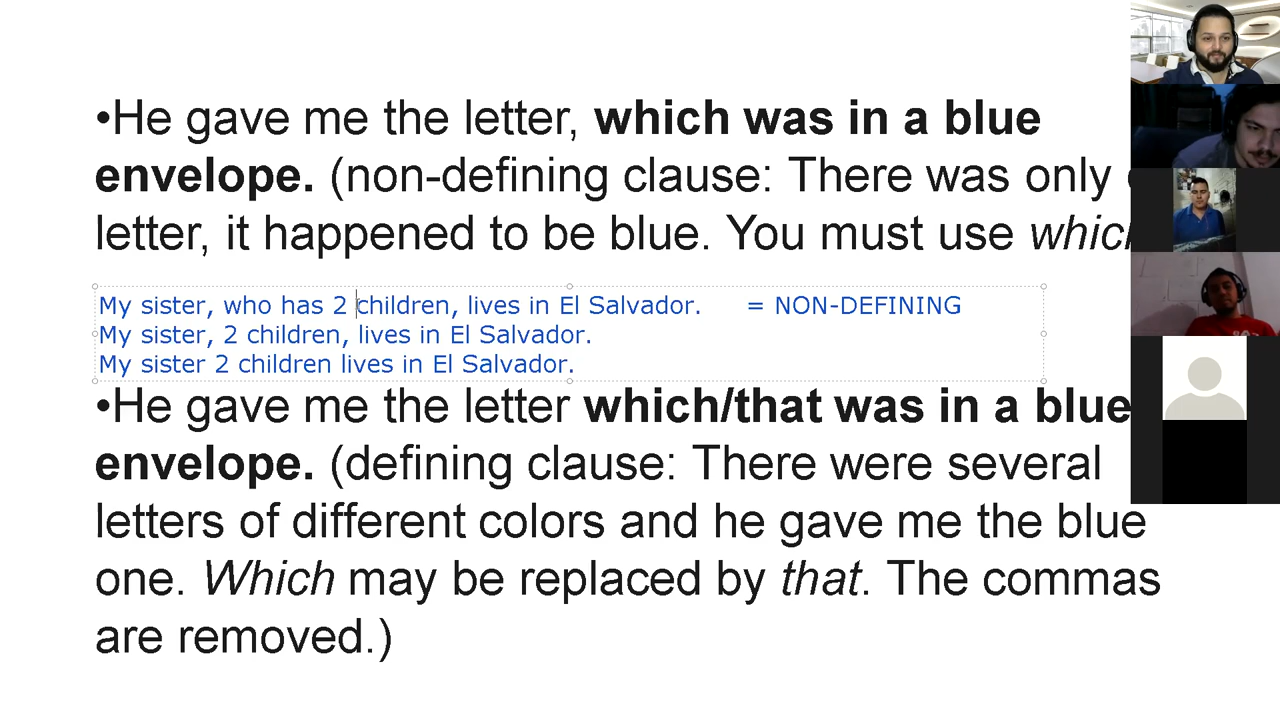 •He gave me the letter, which was in a blue
envelope. (non-defining clause: There was only
letter, it happened to be blue. You must use
My sister, who has 2 children, lives in El Salvador. = NON-DEFINING
My sister, 2 children, lives in El Salvador.
My sister 2 children lives in El Salvador.
•He gave me the letter which/that was in a blue
envelope. (defining clause: There were several
letters of different colors and he gave me the blue
one. Which may be replaced by that. The commas
are removed.)